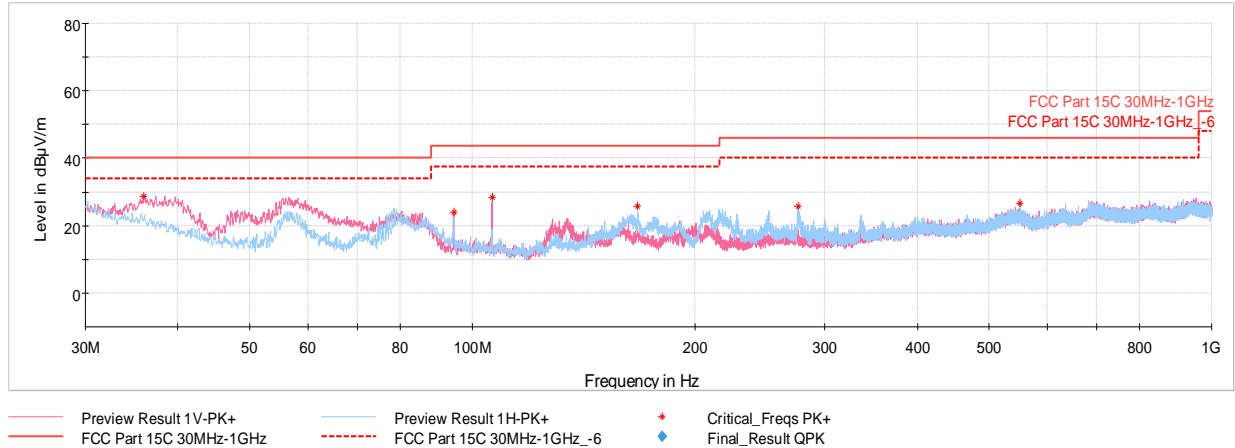 80
60
40
20
0
Level in dBµV/m
FCC Part 15C 30MHz-1GHz
FCC Part 15C 30MHz-1GHz_-6
30M 50 60 80 100M 200 300 400 500 800 1G
Frequency in Hz
Preview Result 1V-PK+ Preview Result 1H-PK+ Critical_Freqs PK+
FCC Part 15C 30MHz-1GHz FCC Part 15C 30MHz-1GHz_-6 Final_Result QPK